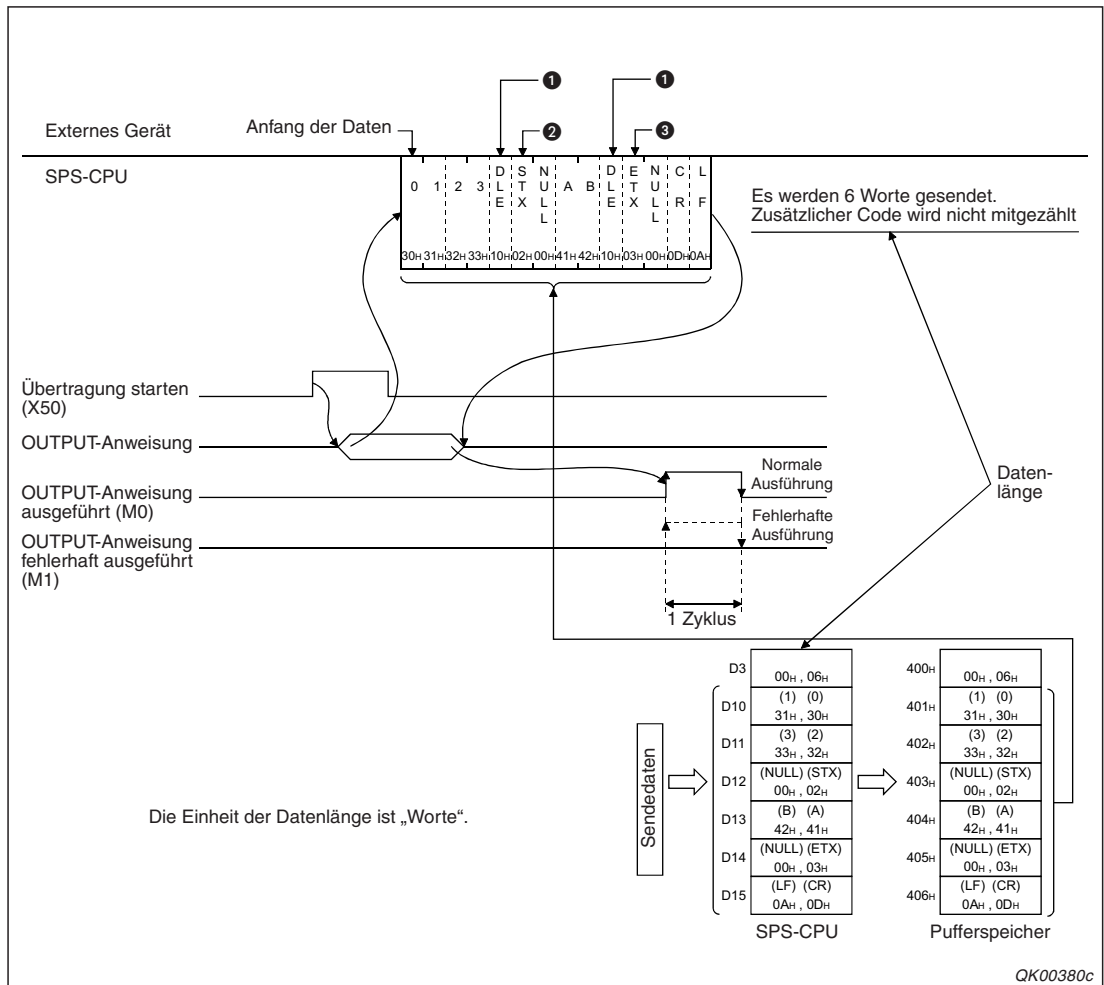 ❶ ❶
Externes Gerät Anfang der Daten ❷ ❸
SPS-CPU
0 1 2 3 DLE STX NULL A B DLE ETX NULL CR LF
30H 31H 32H 33H 10H 02H 00H 41H 42H 10H 03H 00H 0DH 0AH
Es werden 6 Worte gesendet.
Zusätzlicher Code wird nicht mitgezählt
Übertragung starten
(X50)
OUTPUT-Anweisung
OUTPUT-Anweisung
ausgeführt (M0)
OUTPUT-Anweisung
fehlerhaft ausgeführt
(M1)
Normale
Ausführung
Fehlerhafte
Ausführung
1 Zyklus
Daten-
länge
Die Einheit der Datenlänge ist „Worte“.
Sendedaten
D3 00H , 06H
D10 (1) (0)
31H , 30H
D11 (3) (2)
33H , 32H
D12 (NULL) (STX)
00H , 02H
D13 (B) (A)
42H , 41H
D14 (NULL) (ETX)
00H , 03H
D15 (LF) (CR)
0AH , 0DH
SPS-CPU
400H 00H , 06H
401H (1) (0)
31H , 30H
402H (3) (2)
33H , 32H
403H (NULL) (STX)
00H , 02H
404H (B) (A)
42H , 41H
405H (NULL) (ETX)
00H , 03H
406H (LF) (CR)
0AH , 0DH
Pufferspeicher
QK00380c